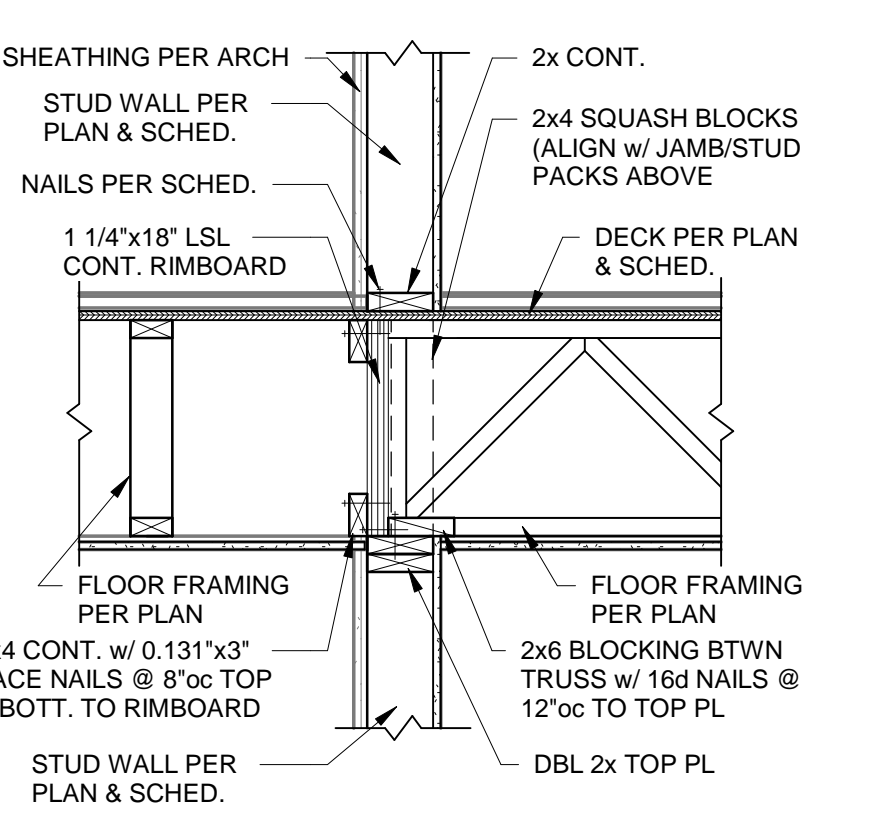 SHEATHING PER ARCH
STUD WALL PER
PLAN & SCHED.
NAILS PER SCHED.
1 1/4"x18" LSL
CONT. RIMBOARD
2x CONT.
2x4 SQUASH BLOCKS
(ALIGN w/ JAMB/STUD
PACKS ABOVE
DECK PER PLAN
& SCHED.
FLOOR FRAMING
PER PLAN
x4 CONT. w/ 0.131"x3"
ACE NAILS @ 8"oc TOP
BOTT. TO RIMBOARD
STUD WALL PER
PLAN & SCHED.
FLOOR FRAMING
PER PLAN
2x6 BLOCKING BTWN
TRUSS w/ 16d NAILS @
12"oc TO TOP PL
DBL 2x TOP PL